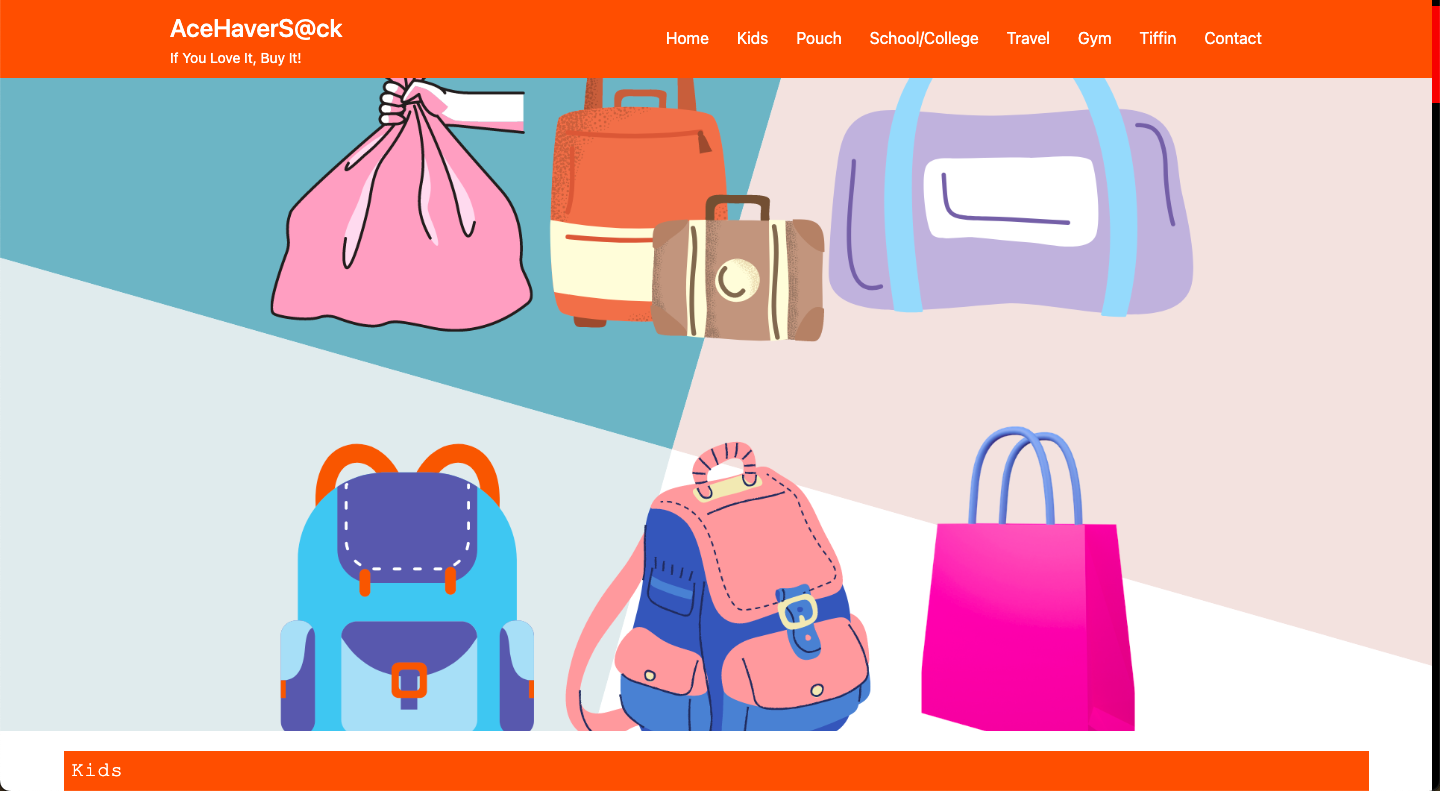 AceHaverS@ck
If You Love It, Buy It!
Home Kids Pouch School/College Travel Gym Tiffin Contact
Kids